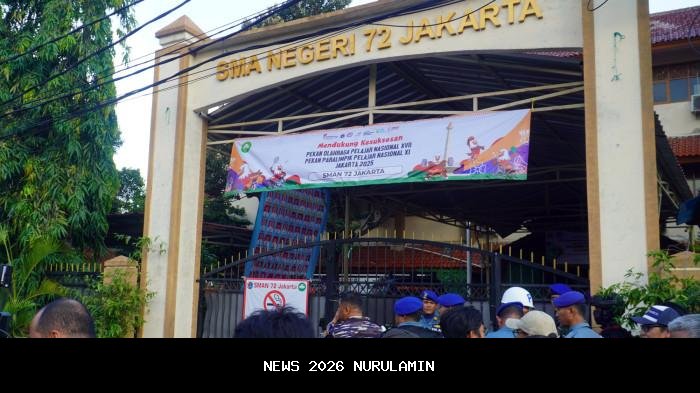 SMA NEGERI 72 JAKARTA
Mendukung Kesuksesan
PEKAN OLAHRAGA PELAJAR NASIONAL XVII
PEKAN PARALIMPIK PELAJAR NASIONAL XI
JAKARTA 2025
SMAN 72 JAKARTA
SMAN 72 Jakarta
NEWS 2026 NURULAMIN